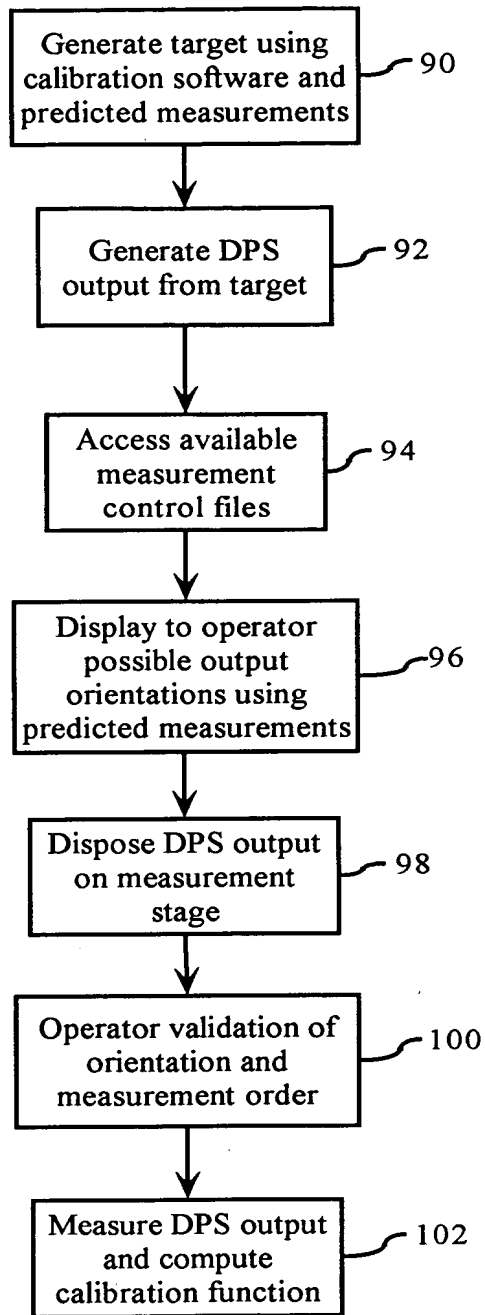 Generate target using
calibration software and
predicted measurements
90
Generate DPS
output from target
92
Access available
measurement
control files
94
Display to operator
possible output
orientations using
predicted measurements
96
Dispose DPS output
on measurement
stage
98
Operator validation of
orientation and
measurement order
100
Measure DPS output
and compute
calibration function
102